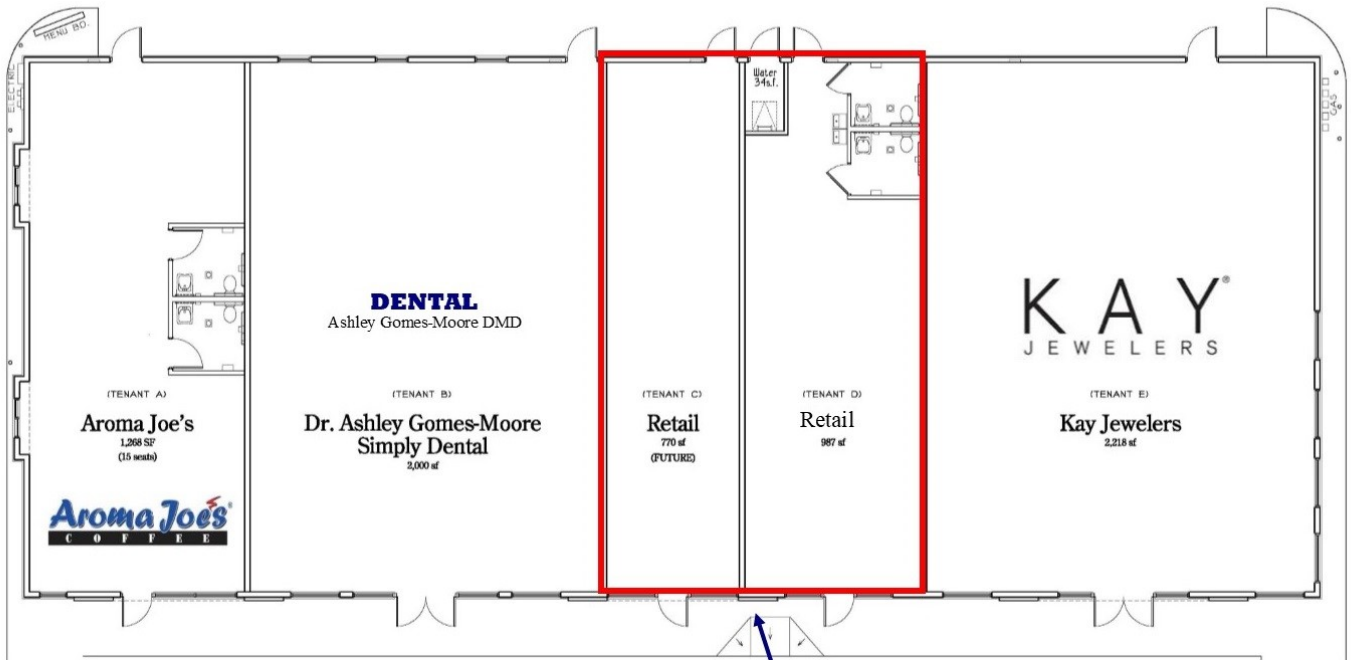 MENU BD.
ELECTRIC
Water
34s.f.
GAS
DENTAL
Ashley Gomes-Moore DMD
KAY®
JEWELERS
(TENANT A)
Aroma Joe's
1,268 SF
(15 seats)
(TENANT B)
Dr. Ashley Gomes-Moore
Simply Dental
2,000 sf
(TENANT C)
Retail
770 sf
(FUTURE)
(TENANT D)
Retail
987 sf
(TENANT E)
Kay Jewelers
2,218 sf
Aroma Joe's®
COFFEE